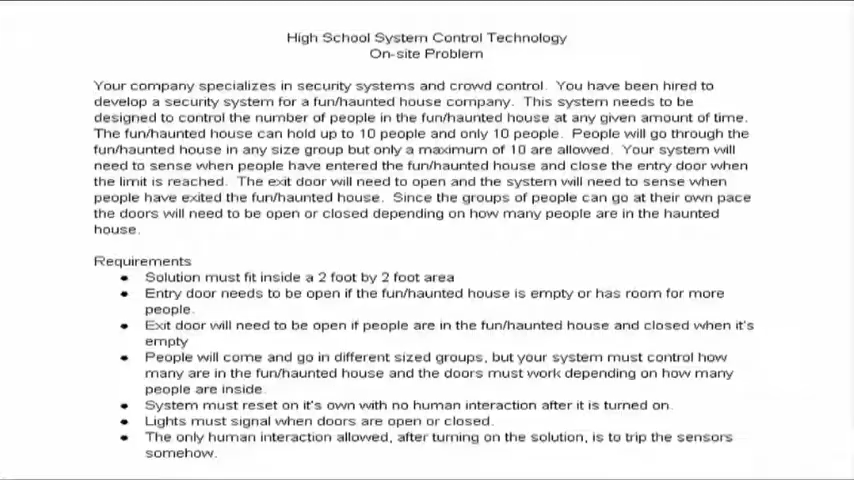 High School System Control Technology
On-site Problem
Your company specializes in security systems and crowd control.  You have been hired to
develop a security system for a fun/haunted house company.  This system needs to be
designed to control the number of people in the fun/haunted house at any given amount of time.
The fun/haunted house can hold up to 10 people and only 10 people.  People will go through the
fun/haunted house in any size group but only a maximum of 10 are allowed.  Your system will
need to sense when people have entered the fun/haunted house and close the entry door when
the limit is reached.  The exit door will need to open and the system will need to sense when
people have exited the fun/haunted house.  Since the groups of people can go at their own pace
the doors will need to be open or closed depending on how many people are in the haunted
house.
Requirements
• Solution must fit inside a 2 foot by 2 foot area
• Entry door needs to be open if the fun/haunted house is empty or has room for more
people.
• Exit door will need to be open if people are in the fun/haunted house and closed when it's
empty
• People will come and go in different sized groups, but your system must control how
many are in the fun/haunted house and the doors must work depending on how many
people are inside.
• System must reset on it's own with no human interaction after it is turned on.
• Lights must signal when doors are open or closed.
• The only human interaction allowed, after turning on the solution, is to trip the sensors
somehow.